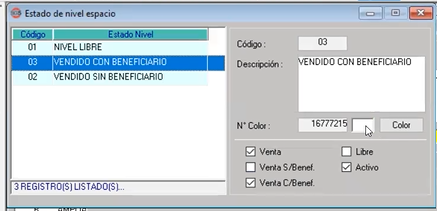 Estado de nivel espacio
Código Estado Nivel
01 NIVEL LIBRE
03 VENDIDO CON BENEFICIARIO
02 VENDIDO SIN BENEFICIARIO
3 REGISTRO(S) LISTADO(S)...
Código : 03
Descripción : VENDIDO CON BENEFICIARIO
N° Color : 16777215 Color
Venta Libre
Venta S/Benef. Activo
Venta C/Benef.